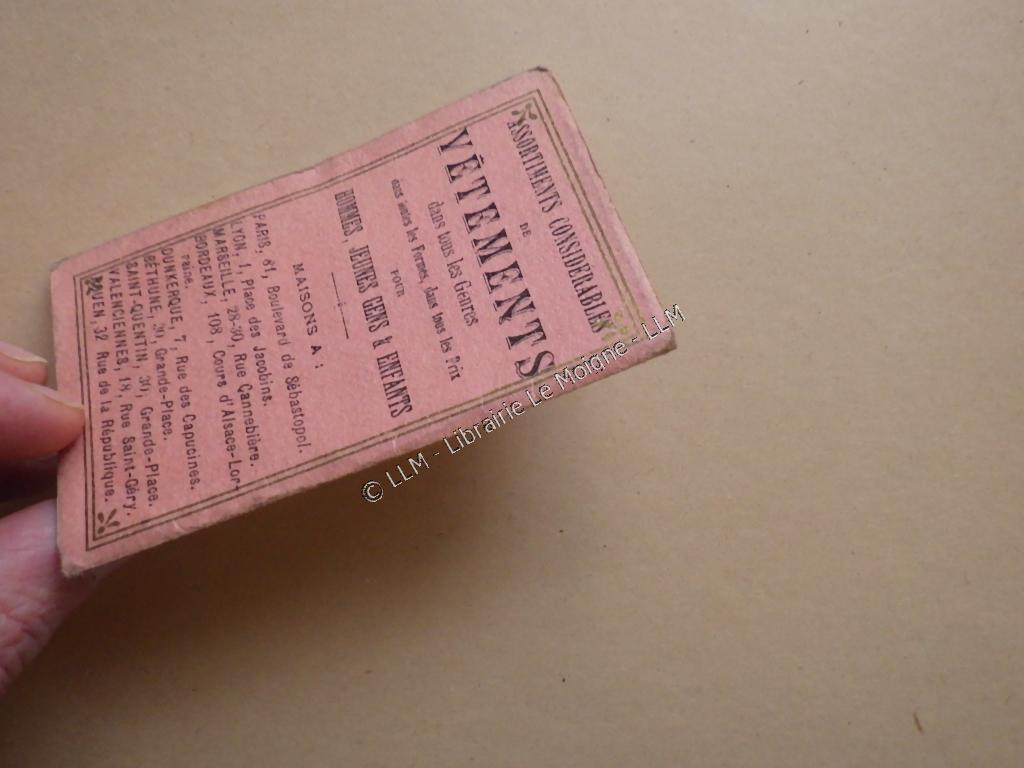 ASSORTIMENTS CONSIDÉRABLES
DE
VÊTEMENTS
dans tous les Genres
dans toutes les Formes, dans tous les Prix
POUR
HOMMES, JEUNES GENS & ENFANTS
MAISONS A :
PARIS, 61, Boulevard de Sébastopol.
LYON, 1, Place des Jacobins.
MARSEILLE, 28-30, Rue Cannebière.
BORDEAUX, 108, Cours d'Alsace-Lor-
raine.
DUNKERQUE, 7, Rue des Capucines.
BÉTHUNE, 20, Grande-Place.
SAINT-QUENTIN, 30, Grande-Place.
VALENCIENNES, 18, Rue Saint-Géry.
ROUEN, 32 Rue de la République.
© LLM - Librairie Le Moigne - LLM